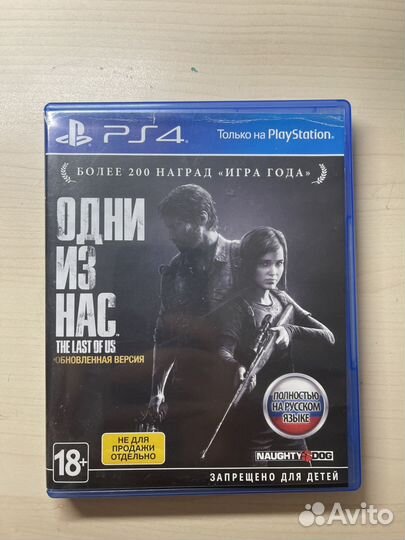 PS4
Только на PlayStation®
БОЛЕЕ 200 НАГРАД «ИГРА ГОДА»
ОДНИ
ИЗ
НАС
THE LAST OF US
ОБНОВЛЕННАЯ ВЕРСИЯ
ПОЛНОСТЬЮ
НА РУССКОМ
ЯЗЫКЕ
НЕ ДЛЯ
ПРОДАЖИ
ОТДЕЛЬНО
18+
NAUGHTY DOG
ЗАПРЕЩЕНО ДЛЯ ДЕТЕЙ
Avito